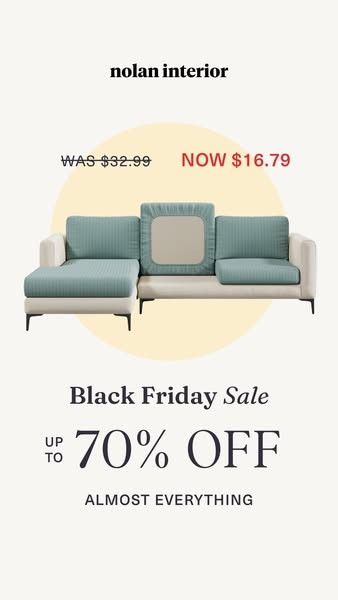 nolan interior
WAS $32.99 NOW $16.79
Black Friday Sale
UP TO 70% OFF
ALMOST EVERYTHING